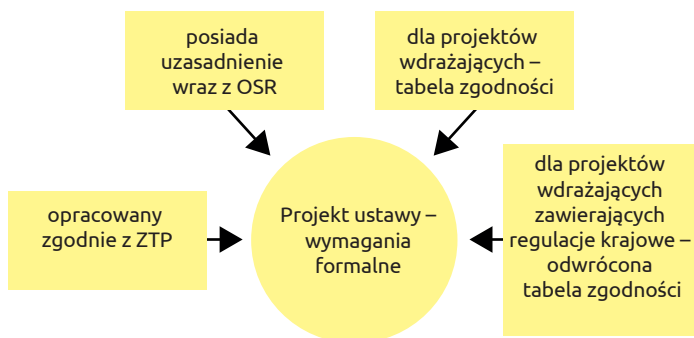 posiada
uzasadnienie
wraz z OSR
dla projektów
wdrażających –
tabela zgodności
opracowany
zgodnie z ZTP
Projekt ustawy –
wymagania
formalne
dla projektów
wdrażających
zawierających
regulacje krajowe –
odwrócona
tabela zgodności